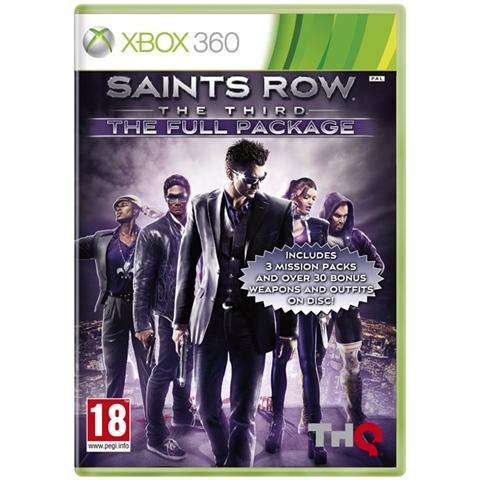 XBOX 360
PAL
SAINTS ROW
THE THIRD
THE FULL PACKAGE
INCLUDES
3 MISSION PACKS
AND OVER 30 BONUS
WEAPONS AND OUTFITS
ON DISC!
18
www.pegi.info
THQ